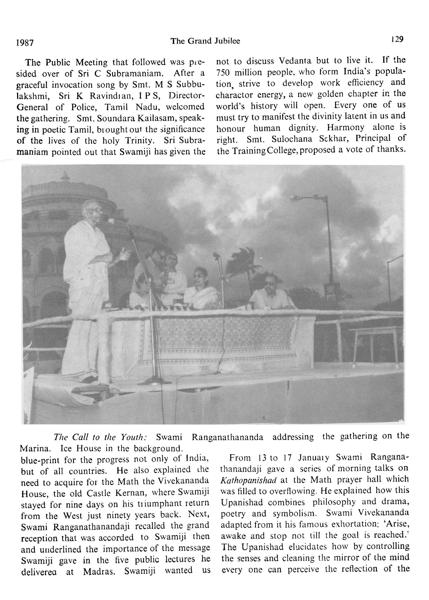 1987
The Grand Jubilee
129
The Public Meeting that followed was pre-
sided over of Sri C Subramaniam. After a
graceful invocation song by Smt. M S Subbu-
lakshmi, Sri K Ravindran, I P S, Director-
General of Police, Tamil Nadu, welcomed
the gathering. Smt. Soundara Kailasam, speak-
ing in poetic Tamil, brought out the significance
of the lives of the holy Trinity. Sri Subra-
maniam pointed out that Swamiji has given the
not to discuss Vedanta but to live it. If the
750 million people, who form India's popula-
tion, strive to develop work efficiency and
charactor energy, a new golden chapter in the
world's history will open. Every one of us
must try to manifest the divinity latent in us and
honour human dignity. Harmony alone is
right. Smt. Sulochana Sekhar, Principal of
the Training College, proposed a vote of thanks.
The Call to the Youth: Swami Ranganathananda addressing the gathering on the
Marina. Ice House in the background.
blue-print for the progress not only of India,
but of all countries. He also explained the
need to acquire for the Math the Vivekananda
House, the old Castle Kernan, where Swamiji
stayed for nine days on his triumphant return
from the West just ninety years back. Next,
Swami Ranganathanandaji recalled the grand
reception that was accorded to Swamiji then
and underlined the importance of the message
Swamiji gave in the five public lectures he
delivered at Madras. Swamiji wanted us
From 13 to 17 January Swami Rangana-
thanandaji gave a series of morning talks on
Kathopanishad at the Math prayer hall which
was filled to overflowing. He explained how this
Upanishad combines philosophy and drama,
poetry and symbolism. Swami Vivekananda
adapted from it his famous exhortation: 'Arise,
awake and stop not till the goal is reached.'
The Upanishad elucidates how by controlling
the senses and cleaning the mirror of the mind
every one can perceive the reflection of the